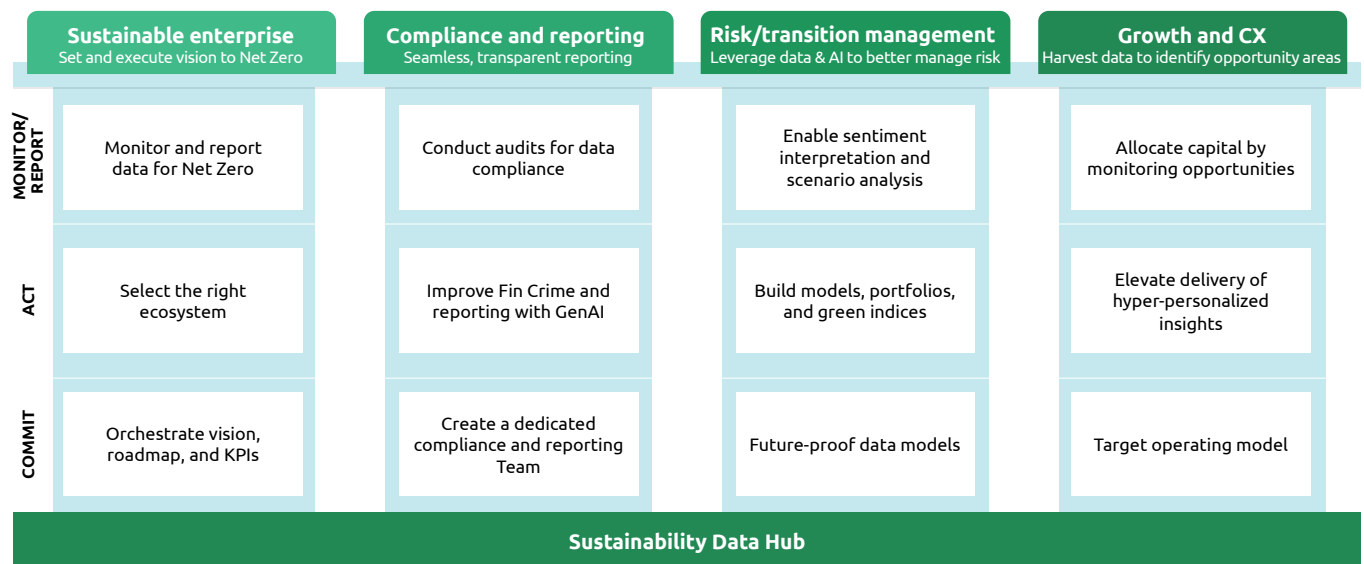 Sustainable enterprise
Set and execute vision to Net Zero
Compliance and reporting
Seamless, transparent reporting
Risk/transition management
Leverage data & AI to better manage risk
Growth and CX
Harvest data to identify opportunity areas
MONITOR/
REPORT
Monitor and report
data for Net Zero
Conduct audits for data
compliance
Enable sentiment
interpretation and
scenario analysis
Allocate capital by
monitoring opportunities
ACT
Select the right
ecosystem
Improve Fin Crime and
reporting with GenAI
Build models, portfolios,
and green indices
Elevate delivery of
hyper-personalized
insights
COMMIT
Orchestrate vision,
roadmap, and KPIs
Create a dedicated
compliance and reporting
Team
Future-proof data models
Target operating model
Sustainability Data Hub